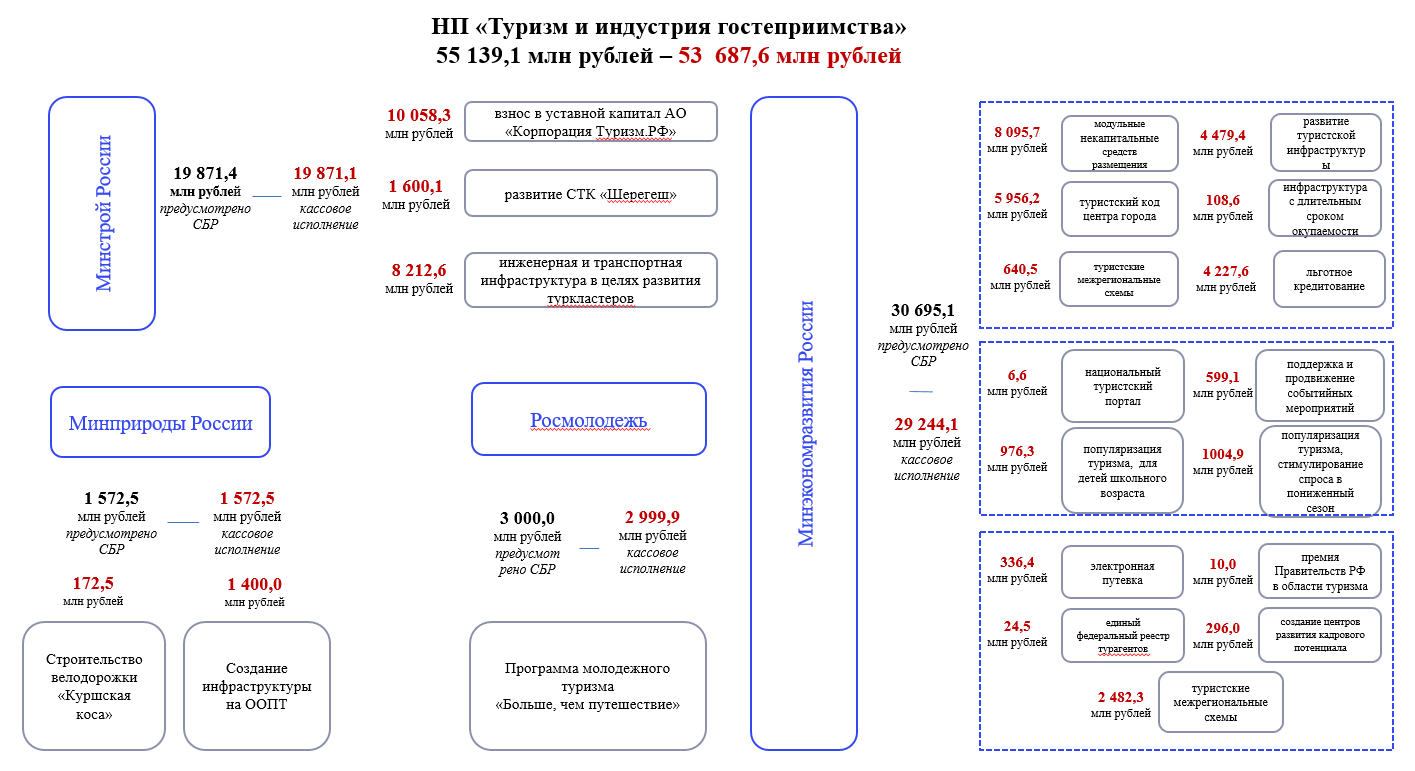 НП «Туризм и индустрия гостеприимства»
55 139,1 млн рублей – 53 687,6 млн рублей
Минстрой России
19 871,4
млн рублей
предусмотрено
СБР
19 871,1
млн рублей
кассовое
исполнение
10 058,3
млн рублей
взнос в уставной капитал АО
«Корпорация Туризм.РФ»
1 600,1
млн рублей
развитие СТК «Шерегеш»
8 212,6
млн рублей
инженерная и транспортная
инфраструктура в целях развития
туркластеров
Минприроды России
1 572,5
млн рублей
предусмотрено
СБР
1 572,5
млн рублей
кассовое
исполнение
172,5
млн рублей
1 400,0
млн рублей
Строительство
велодорожки
«Куршская
коса»
Создание
инфраструктуры
на ООПТ
Росмолодежь
3 000,0
млн рублей
предусмот
рено СБР
2 999,9
млн рублей
кассовое
исполнение
Программа молодежного
туризма
«Больше, чем путешествие»
Минэкономразвития России
30 695,1
млн рублей
предусмотрено
СБР
29 244,1
млн рублей
кассовое
исполнение
8 095,7
млн рублей
модульные
некапитальные
средств
размещения
4 479,4
млн рублей
развитие
туристской
инфраструктур
ы
5 956,2
млн рублей
туристский код
центра города
108,6
млн рублей
инфраструктура
с длительным
сроком
окупаемости
640,5
млн рублей
туристские
межрегиональные
схемы
4 227,6
млн рублей
льготное
кредитование
6,6
млн рублей
национальный
туристский
портал
599,1
млн рублей
поддержка и
продвижение
событийных
мероприятий
976,3
млн рублей
популяризация
туризма, для
детей школьного
возраста
1004,9
млн рублей
популяризация
туризма,
стимулирование
спроса в
пониженный
сезон
336,4
млн рублей
электронная
путевка
10,0
млн рублей
премия
Правительств РФ
в области туризма
24,5
млн рублей
единый
федеральный реестр
турагентов
296,0
млн рублей
создание центров
развития кадрового
потенциала
2 482,3
млн рублей
туристские
межрегиональные
схемы